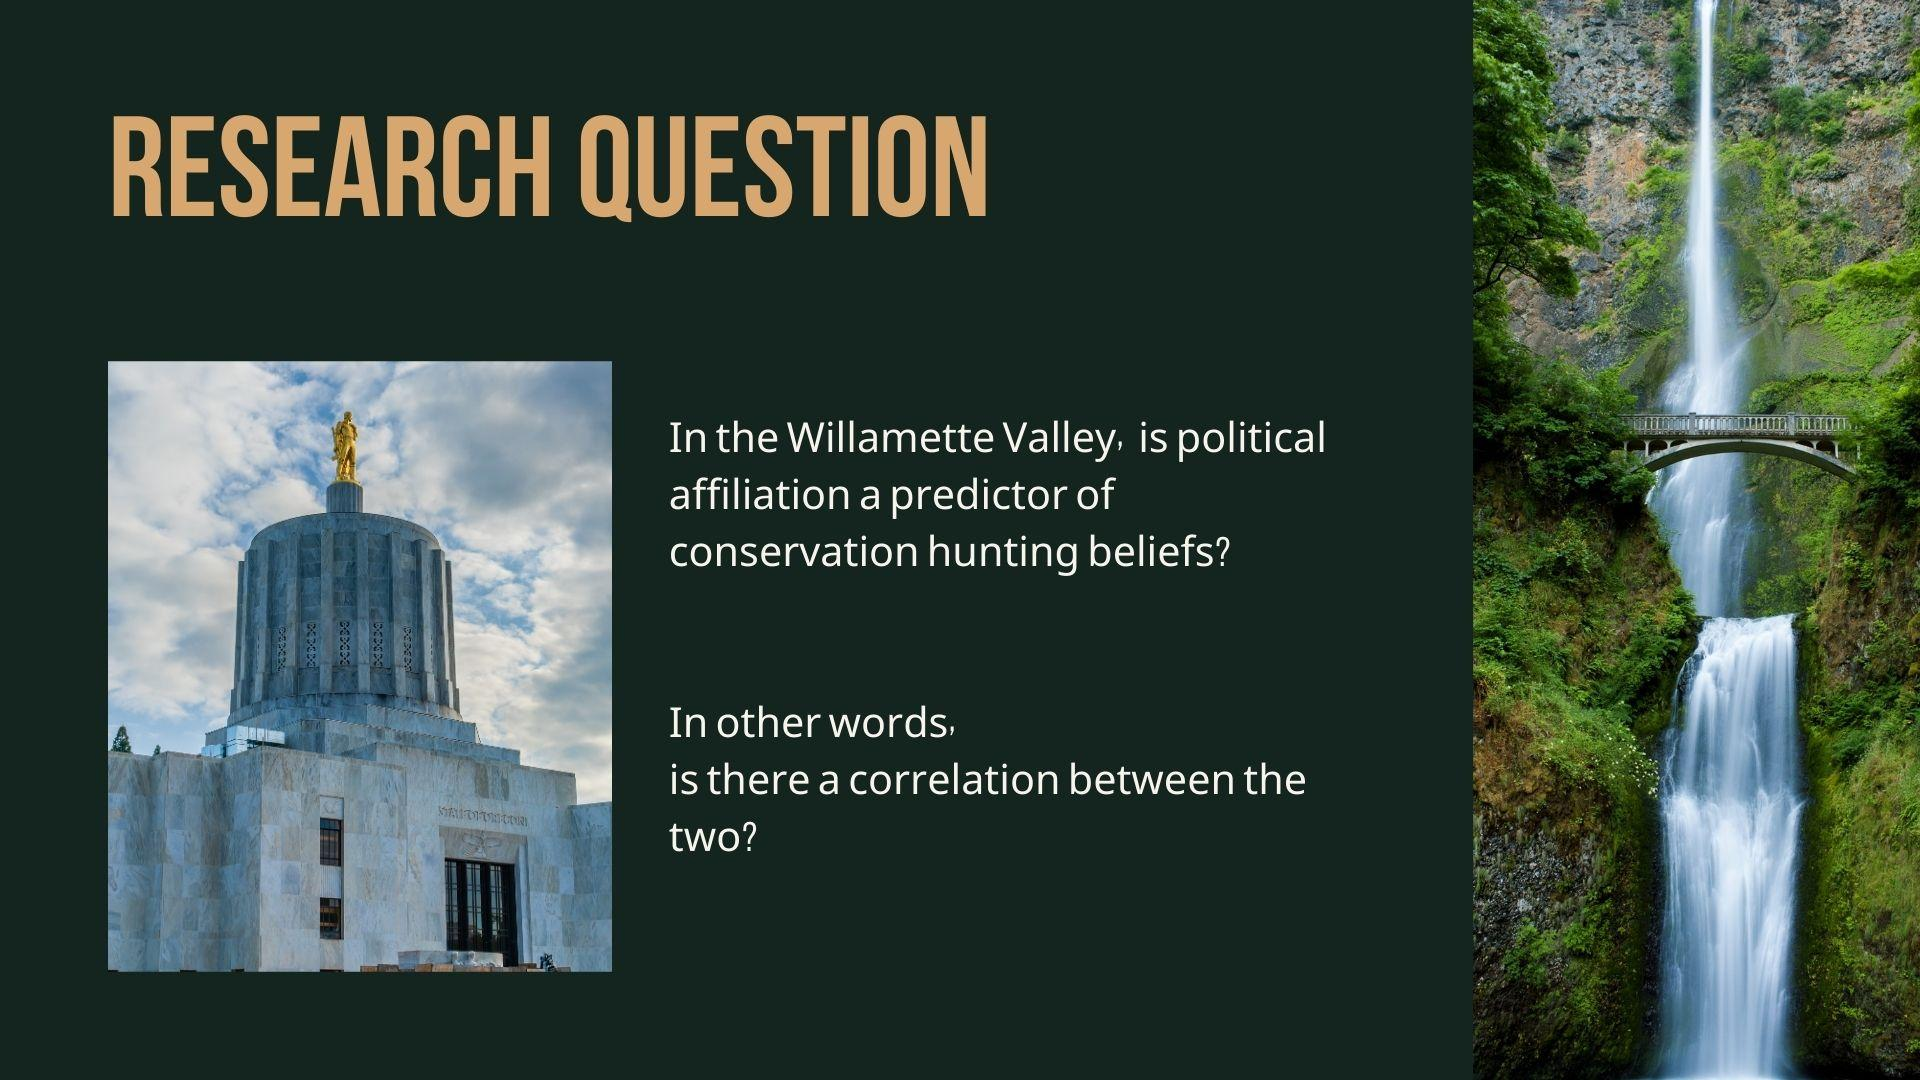 RESEARCH QUESTION
In the Willamette Valley, is political
affiliation a predictor of
conservation hunting beliefs?
In other words,
is there a correlation between the
two?